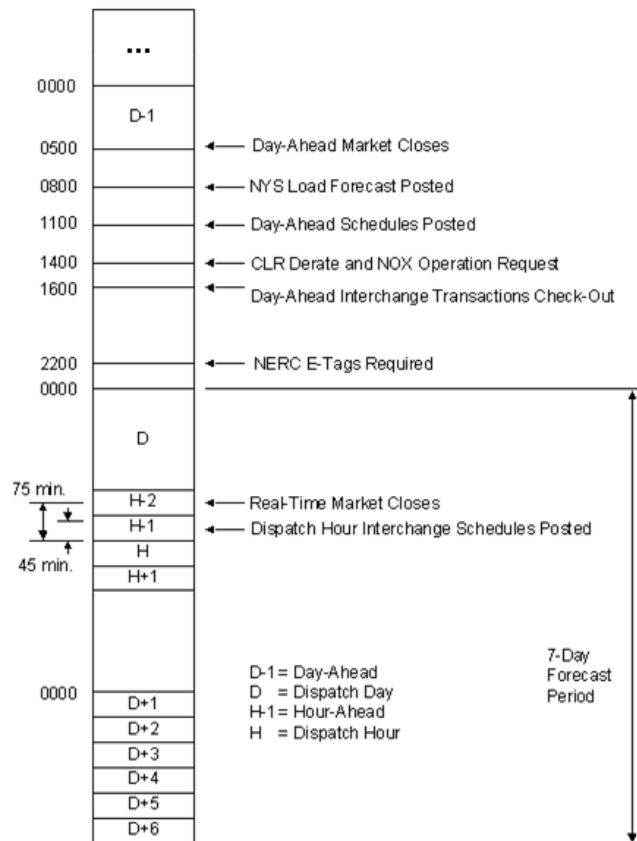 ...
0000
D-1
0500
Day-Ahead Market Closes
0800
NYS Load Forecast Posted
1100
Day-Ahead Schedules Posted
1400
CLR Derate and NOX Operation Request
1600
Day-Ahead Interchange Transactions Check-Out
2200
NERC E-Tags Required
0000
D
75 min.
H-2
Real-Time Market Closes
H-1
Dispatch Hour Interchange Schedules Posted
H
45 min.
H+1
7-Day
Forecast
Period
D-1 = Day-Ahead
D = Dispatch Day
H-1 = Hour-Ahead
H = Dispatch Hour
0000
D+1
D+2
D+3
D+4
D+5
D+6